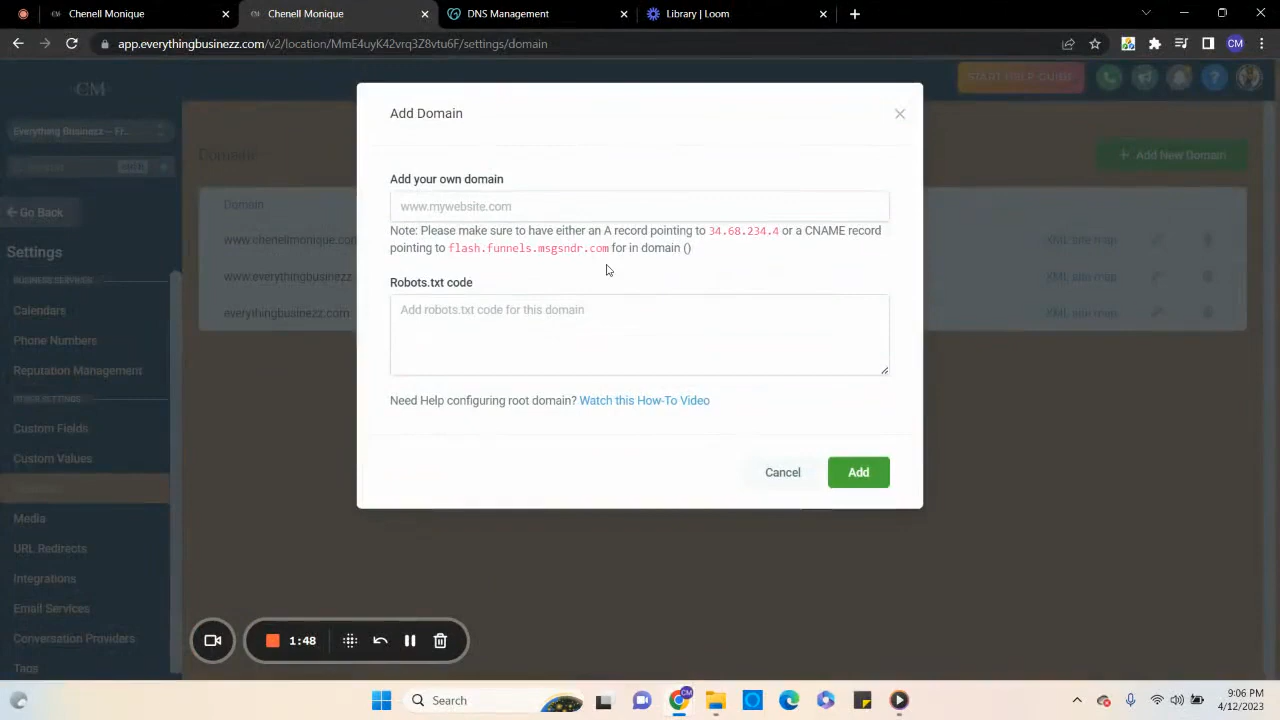 Chenell Monique
Chenell Monique
DNS Management
Library | Loom
app.everythingbusinezz.com/v2/location/MmE4uyK42vrq3Z8vtu6F/settings/domain
CM
CM
START HELP GUIDE
Everything Businezz -- Fr...
Go Back
Settings
BUSINESS SERVICES
Calendars
Phone Numbers
Reputation Management
OTHER SETTINGS
Custom Fields
Custom Values
Media
URL Redirects
Integrations
Email Services
Conversation Providers
Tags
Domain
+ Add New Domain
Domain
www.chenellmonique.com
XML site map
www.everythingbusinezz.com
XML site map
everythingbusinezz.com
XML site map
Add Domain
Add your own domain
www.mywebsite.com
Note: Please make sure to have either an A record pointing to 34.68.234.4 or a CNAME record
pointing to flash.funnels.msgsndr.com for in domain ()
Robots.txt code
Add robots.txt code for this domain
Need Help configuring root domain? Watch this How-To Video
Cancel
Add
1:48
Search
CM
9:06 PM
4/12/2023